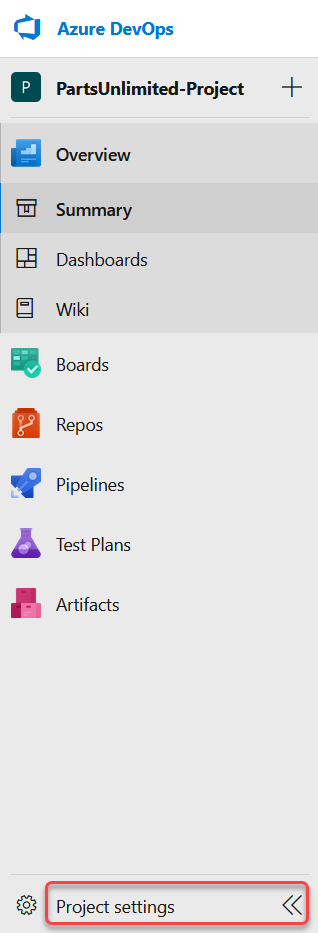 Azure DevOps
P PartsUnlimited-Project
Overview
Summary
Dashboards
Wiki
Boards
Repos
Pipelines
Test Plans
Artifacts
Project settings